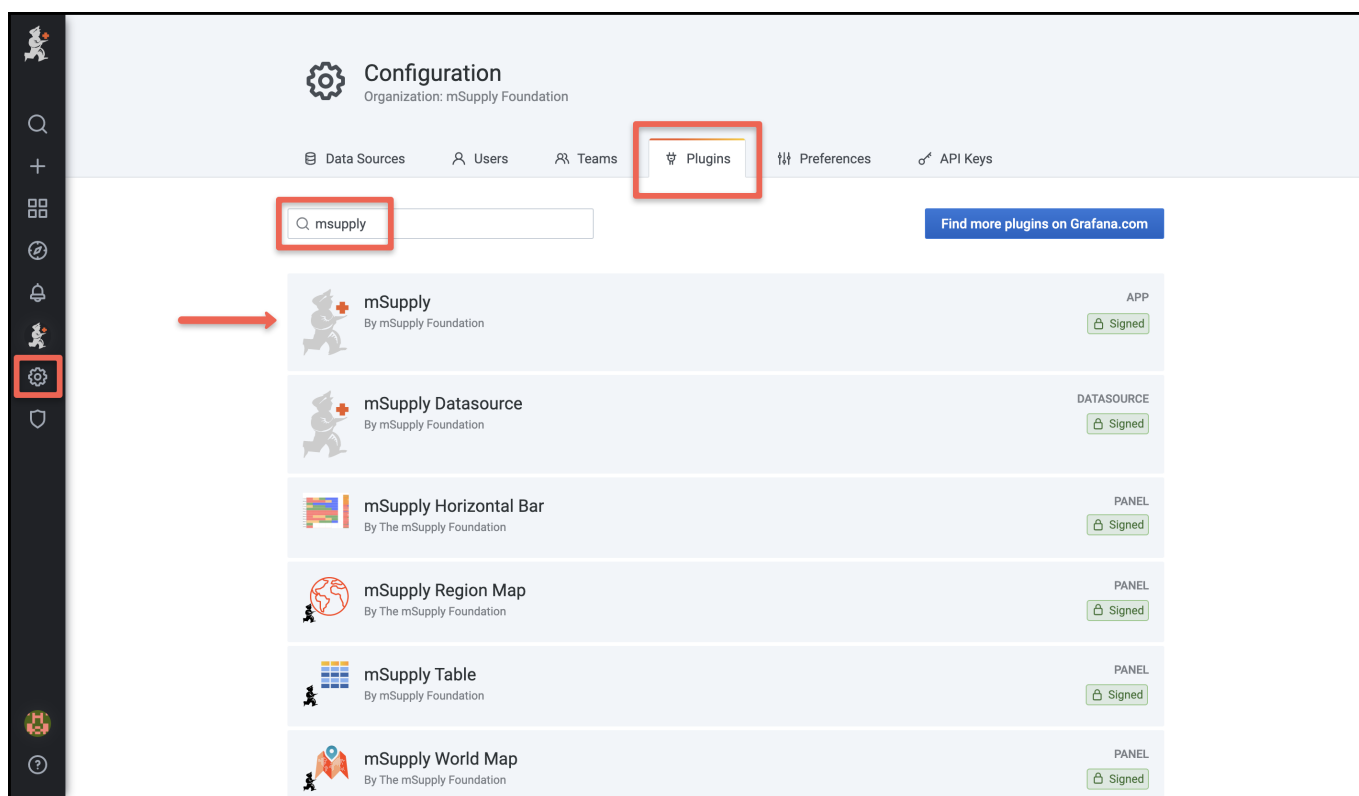 Configuration
Organization: mSupply Foundation
Data Sources Users Teams Plugins Preferences API Keys
msupply Find more plugins on Grafana.com
mSupply APP
By mSupply Foundation Signed
mSupply Datasource DATASOURCE
By mSupply Foundation Signed
mSupply Horizontal Bar PANEL
By The mSupply Foundation Signed
mSupply Region Map PANEL
By The mSupply Foundation Signed
mSupply Table PANEL
By mSupply Foundation Signed
mSupply World Map PANEL
By The mSupply Foundation Signed